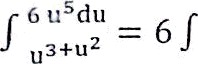 ∫ 6 u⁵du / u³+u² = 6 ∫